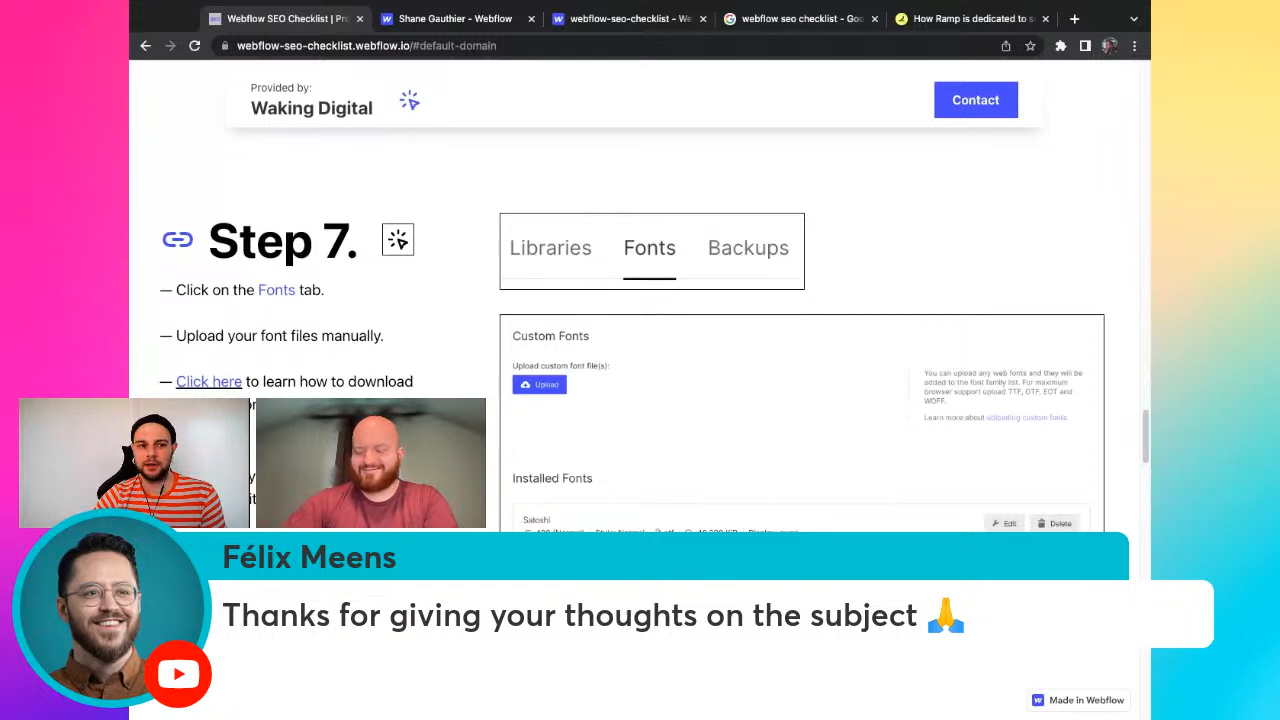 Webflow SEO Checklist | Pr
Shane Gauthier - Webflow
webflow-seo-checklist - We
webflow seo checklist - Goo
How Ramp is dedicated to s
webflow-seo-checklist.webflow.io/#default-domain
Provided by:
Waking Digital
Contact
Step 7.
— Click on the Fonts tab.
— Upload your font files manually.
— Click here to learn how to download
Libraries Fonts Backups
Custom Fonts
Upload custom font file(s):
Upload
You can upload any web fonts and they will be
added to the font family list. For maximum
browser support upload TTF, OTF, EOT and
WOFF.
Learn more about uploading custom fonts.
Installed Fonts
Satoshi
Edit
Delete
Félix Meens
Thanks for giving your thoughts on the subject 🙏
Made in Webflow